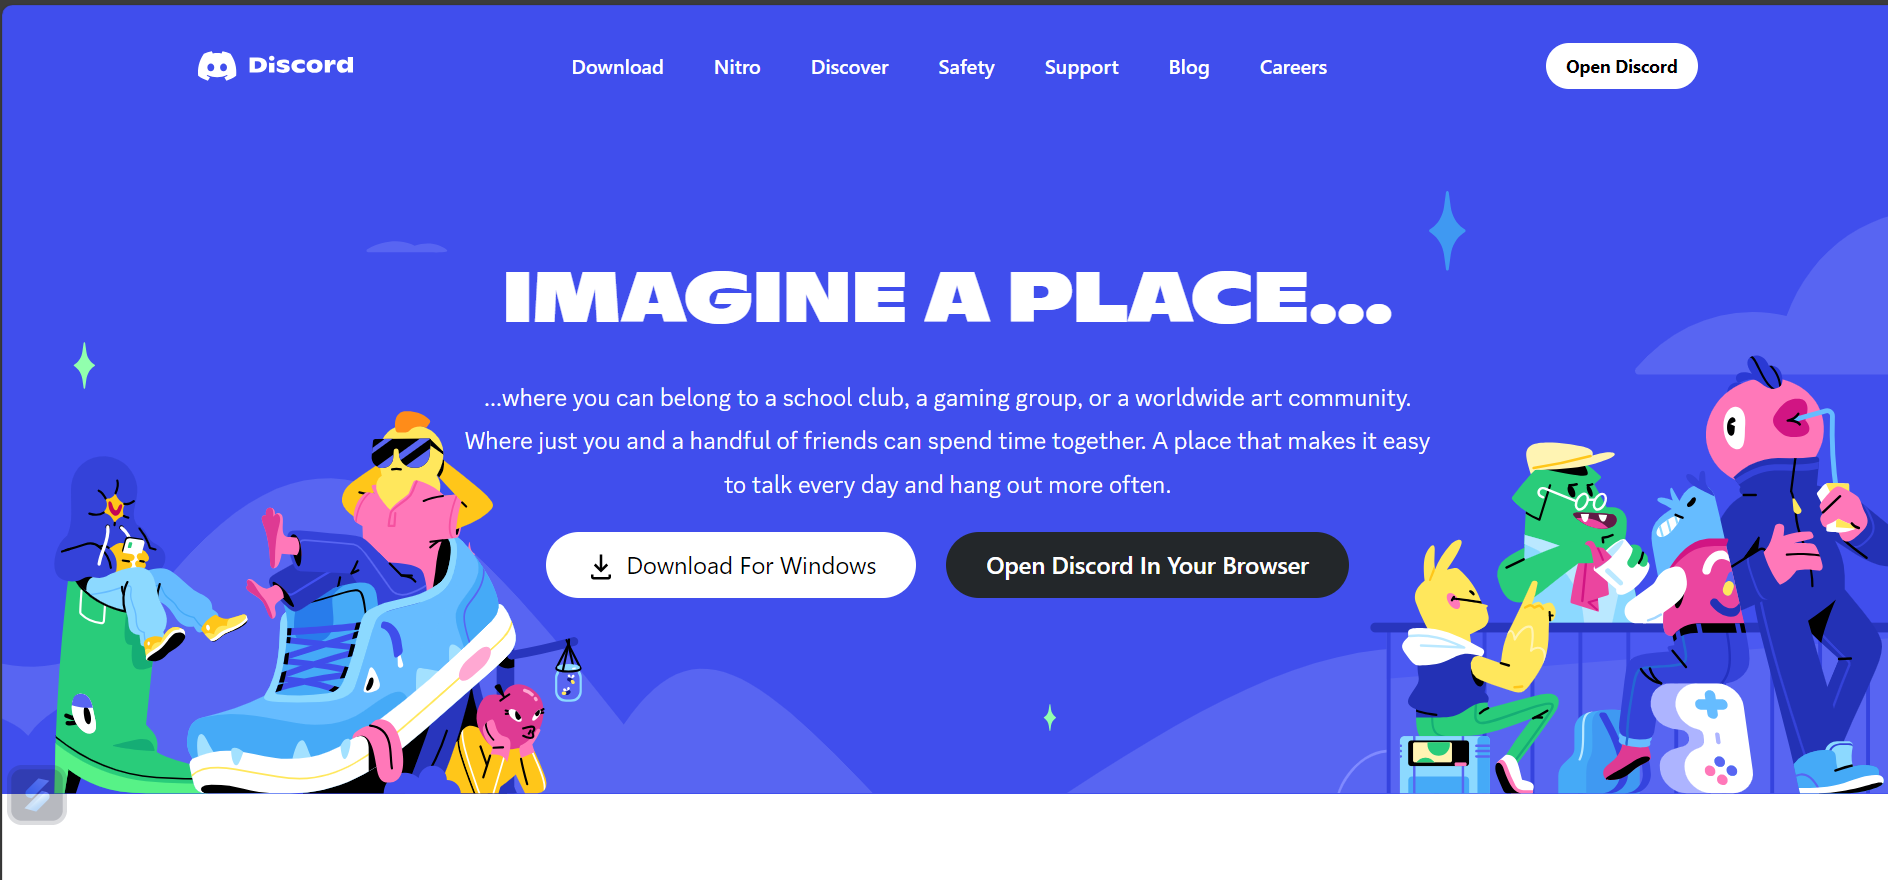 Discord
Download Nitro Discover Safety Support Blog Careers
Open Discord
IMAGINE A PLACE...
...where you can belong to a school club, a gaming group, or a worldwide art community.
Where just you and a handful of friends can spend time together. A place that makes it easy
to talk every day and hang out more often.
Download For Windows
Open Discord In Your Browser